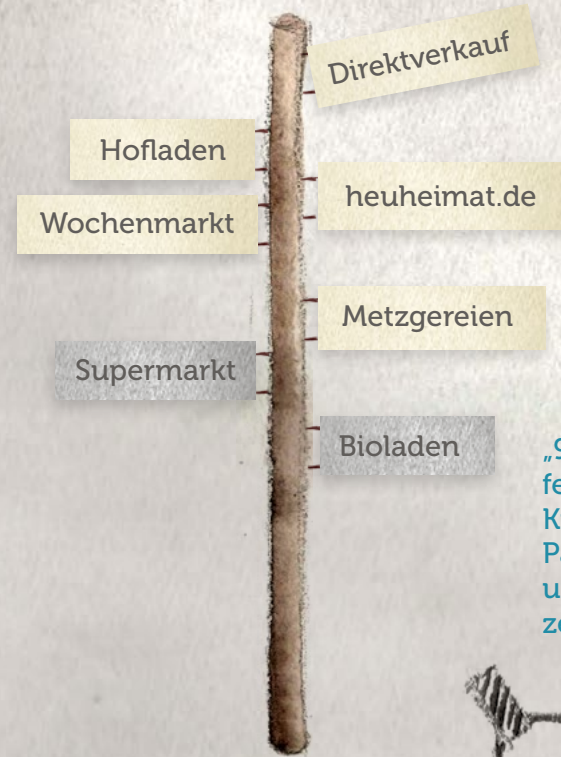 Direktverkauf
Hofladen
heuheimat.de
Wochenmarkt
Metzgereien
Supermarkt
Bioladen